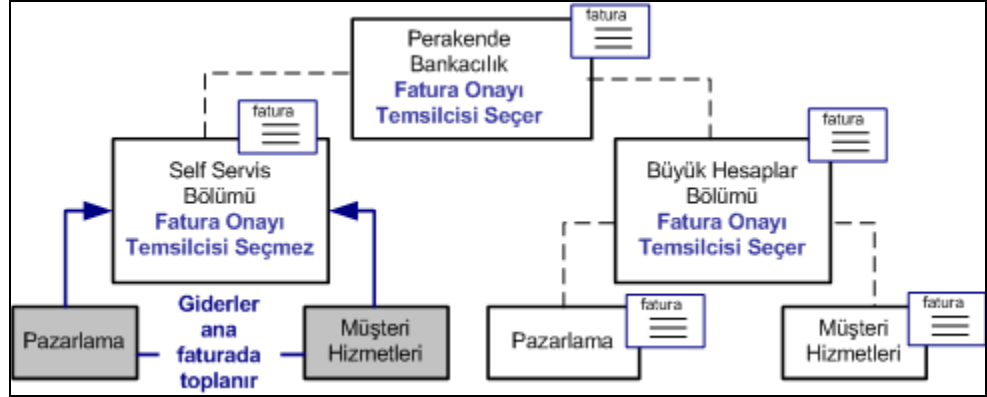 fatura
Perakende
Bankacılık
Fatura Onayı
Temsilcisi Seçer
fatura
Self Servis
Bölümü
Fatura Onayı
Temsilcisi Seçmez
fatura
Büyük Hesaplar
Bölümü
Fatura Onayı
Temsilcisi Seçer
Pazarlama
Giderler
ana
faturada
toplanır
Müşteri
Hizmetleri
fatura
Pazarlama
fatura
Müşteri
Hizmetleri